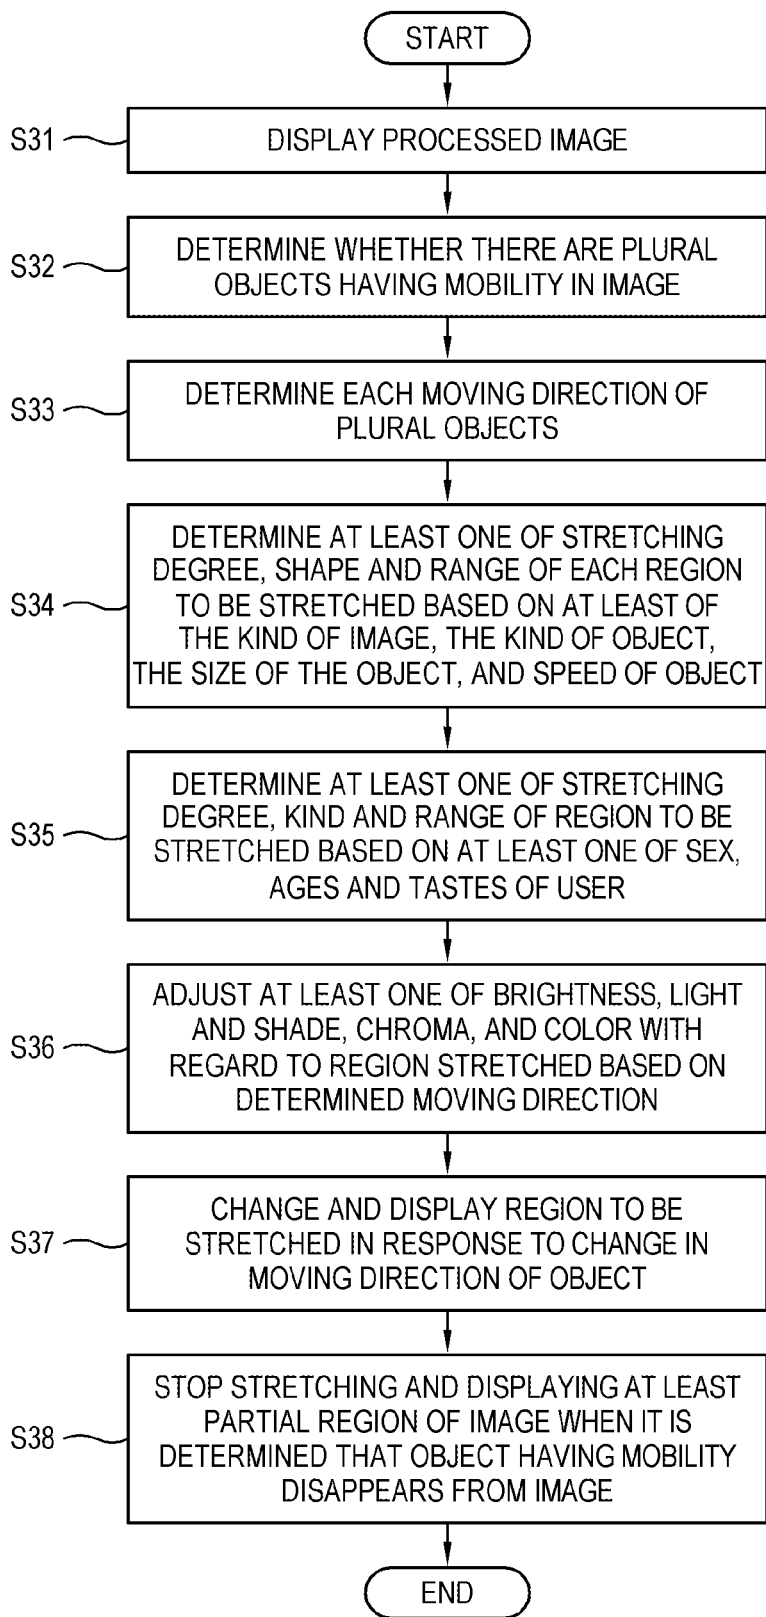 START
S31
DISPLAY PROCESSED IMAGE
S32
DETERMINE WHETHER THERE ARE PLURAL
OBJECTS HAVING MOBILITY IN IMAGE
S33
DETERMINE EACH MOVING DIRECTION OF
PLURAL OBJECTS
S34
DETERMINE AT LEAST ONE OF STRETCHING
DEGREE, SHAPE AND RANGE OF EACH REGION
TO BE STRETCHED BASED ON AT LEAST OF
THE KIND OF IMAGE, THE KIND OF OBJECT,
THE SIZE OF THE OBJECT, AND SPEED OF OBJECT
S35
DETERMINE AT LEAST ONE OF STRETCHING
DEGREE, KIND AND RANGE OF REGION TO BE
STRETCHED BASED ON AT LEAST ONE OF SEX,
AGES AND TASTES OF USER
S36
ADJUST AT LEAST ONE OF BRIGHTNESS, LIGHT
AND SHADE, CHROMA, AND COLOR WITH
REGARD TO REGION STRETCHED BASED ON
DETERMINED MOVING DIRECTION
S37
CHANGE AND DISPLAY REGION TO BE
STRETCHED IN RESPONSE TO CHANGE IN
MOVING DIRECTION OF OBJECT
S38
STOP STRETCHING AND DISPLAYING AT LEAST
PARTIAL REGION OF IMAGE WHEN IT IS
DETERMINED THAT OBJECT HAVING MOBILITY
DISAPPEARS FROM IMAGE
END